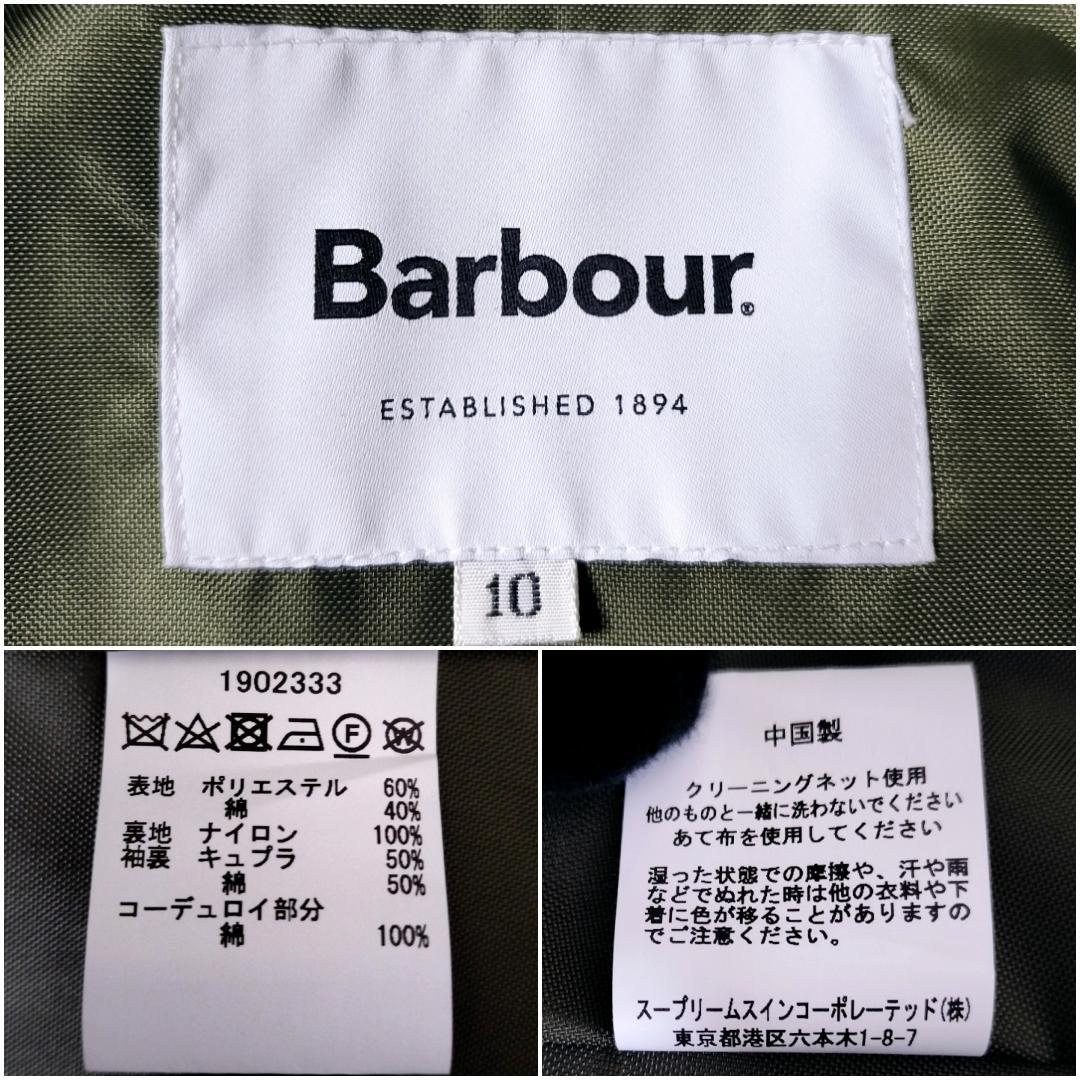 Barbour®
ESTABLISHED 1894
10
1902333
F W
表地 ポリエステル 60%
綿 40%
裏地 ナイロン 100%
袖裏 キュプラ 50%
綿 50%
コーデュロイ部分
綿 100%
中国製
クリーニングネット使用
他のものと一緒に洗わないでください
あて布を使用してください
湿った状態での摩擦や、汗や雨
などでぬれた時は他の衣料や下
着に色が移ることがありますの
でご注意ください。
スープリームスインコーポレーテッド(株)
東京都港区六本木1-8-7